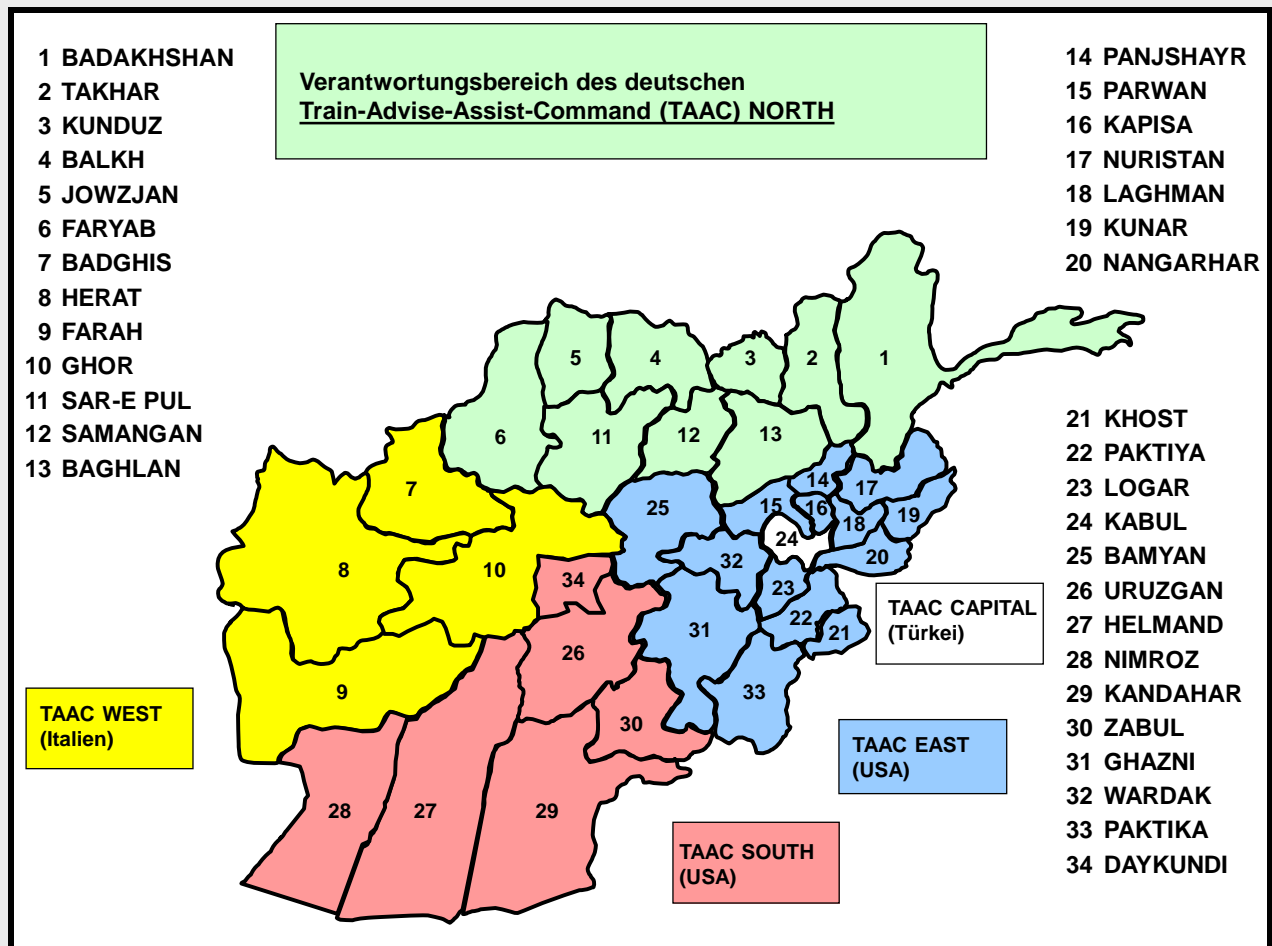 1 BADAKHSHAN
2 TAKHAR
3 KUNDUZ
4 BALKH
5 JOWZJAN
6 FARYAB
7 BADGHIS
8 HERAT
9 FARAH
10 GHOR
11 SAR-E PUL
12 SAMANGAN
13 BAGHLAN
Verantwortungsbereich des deutschen
Train-Advise-Assist-Command (TAAC) NORTH
14 PANJSHAYR
15 PARWAN
16 KAPISA
17 NURISTAN
18 LAGHMAN
19 KUNAR
20 NANGARHAR
21 KHOST
22 PAKTIYA
23 LOGAR
24 KABUL
25 BAMYAN
26 URUZGAN
27 HELMAND
28 NIMROZ
29 KANDAHAR
30 ZABUL
31 GHAZNI
32 WARDAK
33 PAKTIKA
34 DAYKUNDI
5
4
3
2
1
6
11
12
13
7
25
14
15
16
17
18
19
24
20
8
10
34
32
23
22
21
31
26
9
33
30
28
27
29
TAAC CAPITAL
(Türkei)
TAAC WEST
(Italien)
TAAC EAST
(USA)
TAAC SOUTH
(USA)